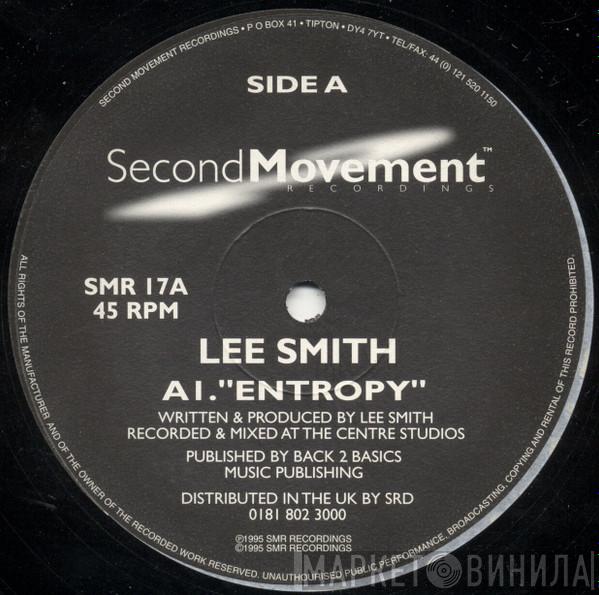 SECOND MOVEMENT RECORDINGS • P O BOX 41 • TIPTON • DY4 7YT • TEL/FAX: 44 (0) 121 520 1150
SIDE A
SecondMovement™
RECORDINGS
SMR 17A
45 RPM
LEE SMITH
A1."ENTROPY"
WRITTEN & PRODUCED BY LEE SMITH
RECORDED & MIXED AT THE CENTRE STUDIOS
PUBLISHED BY BACK 2 BASICS
MUSIC PUBLISHING
DISTRIBUTED IN THE UK BY SRD
0181 802 3000
℗1995 SMR RECORDINGS
©1995 SMR RECORDINGS
ALL RIGHTS OF THE MANUFACTURER AND OF THE OWNER OF THE RECORDED WORK RESERVED. UNAUTHORISED PUBLIC PERFORMANCE, BROADCASTING, COPYING AND RENTAL OF THIS RECORD PROHIBITED.
МАРКЕТ ВИНИЛА